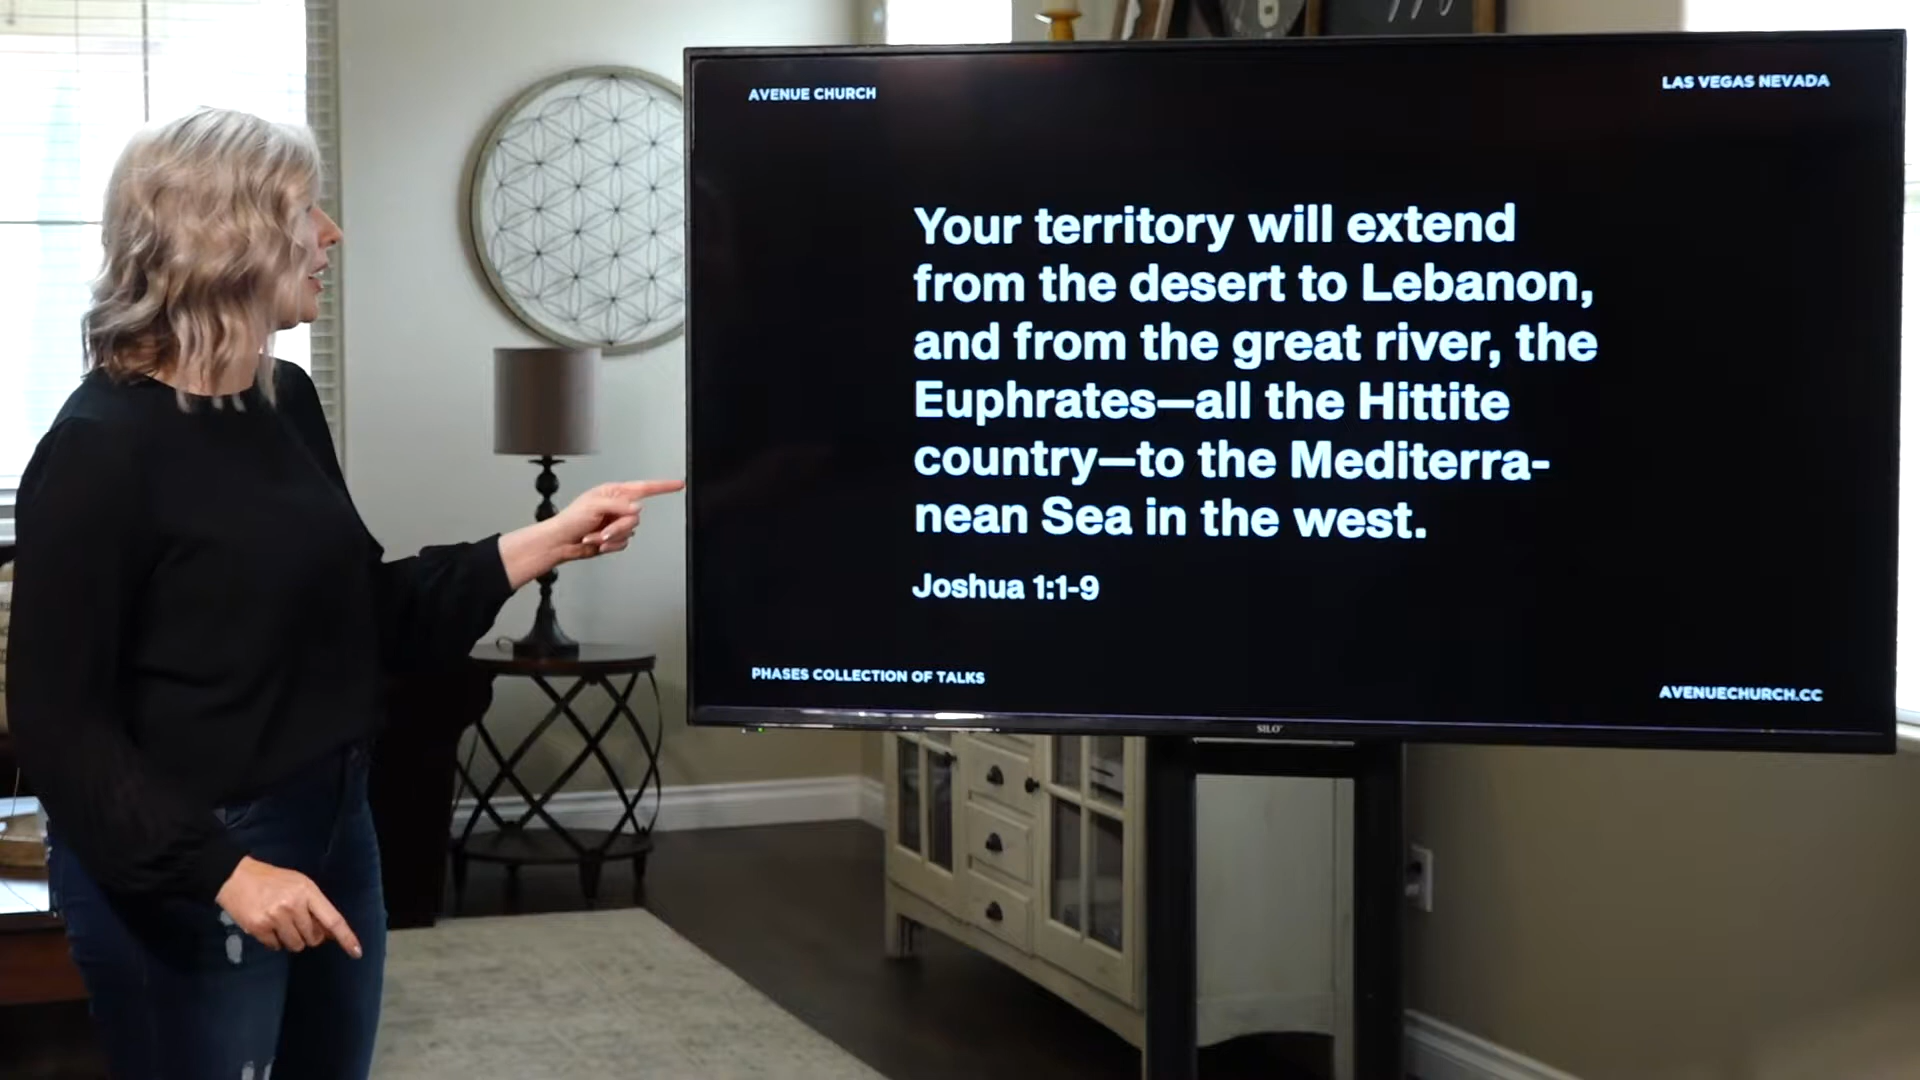 AVENUE CHURCH
LAS VEGAS NEVADA
Your territory will extend
from the desert to Lebanon,
and from the great river, the
Euphrates—all the Hittite
country—to the Mediterra-
nean Sea in the west.
Joshua 1:1-9
PHASES COLLECTION OF TALKS
AVENUECHURCH.CC
SILO